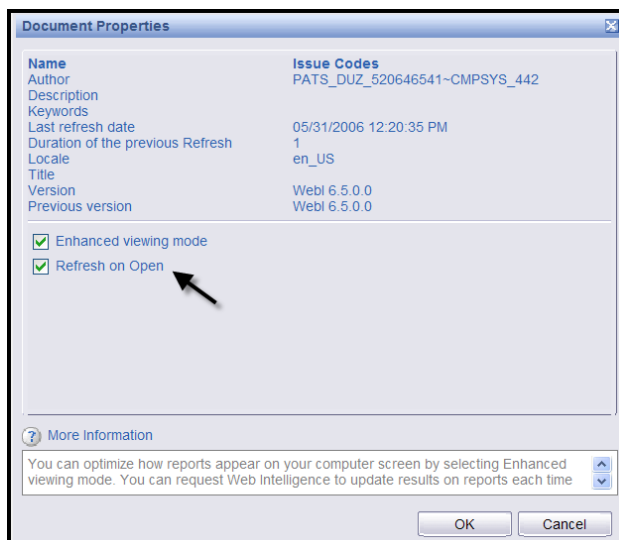 Document Properties
Name Issue Codes
Author PATS_DUZ_520646541~CMPSYS_442
Description
Keywords
Last refresh date 05/31/2006 12:20:35 PM
Duration of the previous Refresh 1
Locale en_US
Title
Version WebI 6.5.0.0
Previous version WebI 6.5.0.0
Enhanced viewing mode
Refresh on Open
? More Information
You can optimize how reports appear on your computer screen by selecting Enhanced
viewing mode. You can request Web Intelligence to update results on reports each time
OK Cancel